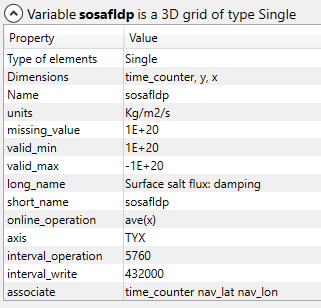 Variable sosafldp is a 3D grid of type Single
Property Value
Type of elements Single
Dimensions time_counter, y, x
Name sosafldp
units Kg/m2/s
missing_value 1E+20
valid_min 1E+20
valid_max -1E+20
long_name Surface salt flux: damping
short_name sosafldp
online_operation ave(x)
axis TYX
interval_operation 5760
interval_write 432000
associate time_counter nav_lat nav_lon